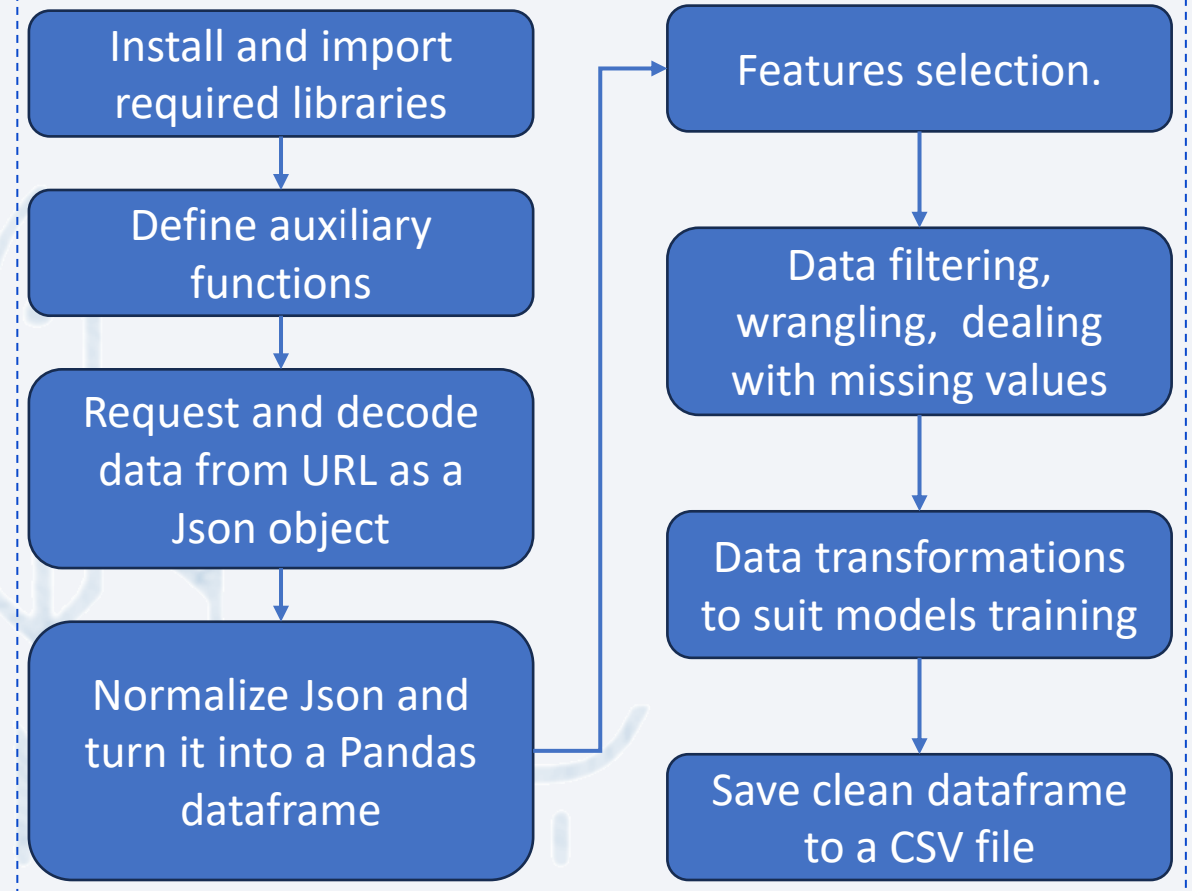 Install and import
required libraries
Define auxiliary
functions
Request and decode
data from URL as a
Json object
Normalize Json and
turn it into a Pandas
dataframe
Features selection.
Data filtering,
wrangling,  dealing
with missing values
Data transformations
to suit models training
Save clean dataframe
to a CSV file